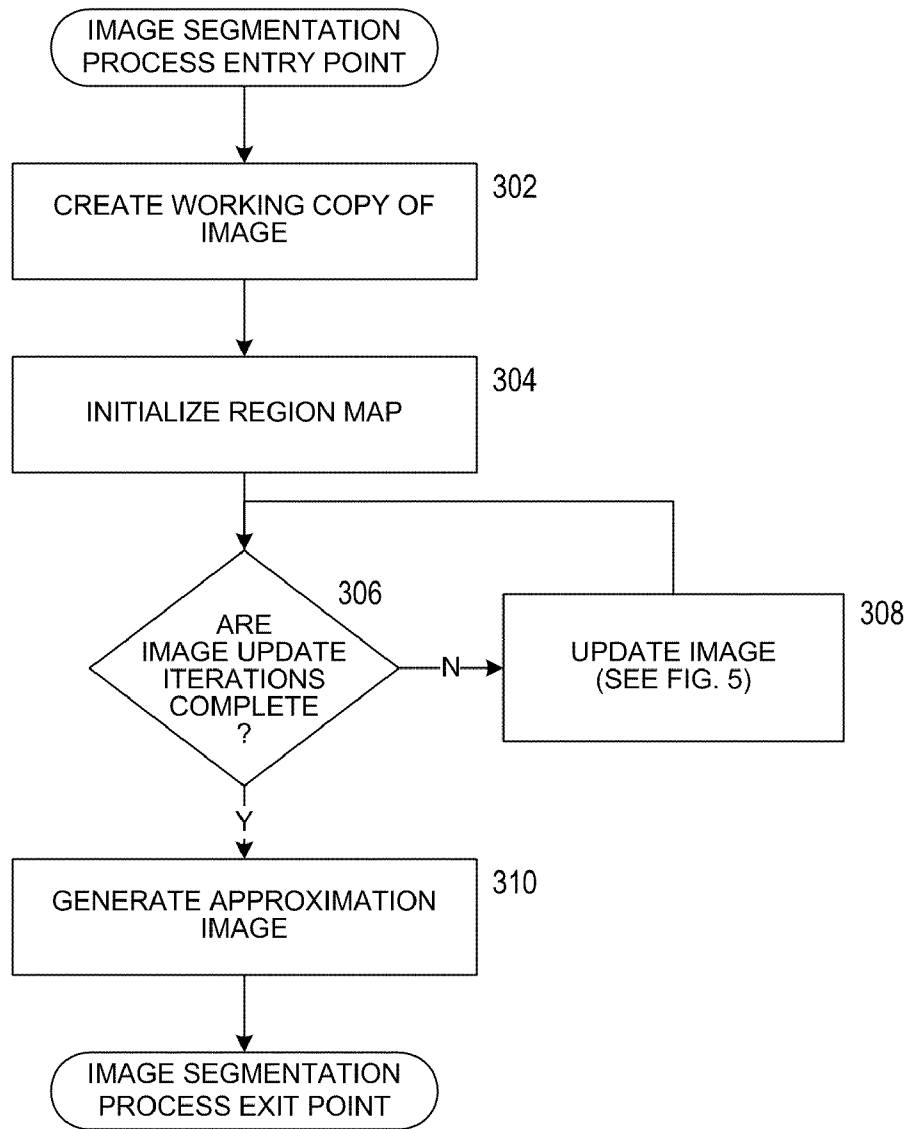 IMAGE SEGMENTATION
PROCESS ENTRY POINT
302
CREATE WORKING COPY OF
IMAGE
304
INITIALIZE REGION MAP
306
ARE
IMAGE UPDATE
ITERATIONS
COMPLETE
?
N
308
UPDATE IMAGE
(SEE FIG. 5)
Y
310
GENERATE APPROXIMATION
IMAGE
IMAGE SEGMENTATION
PROCESS EXIT POINT